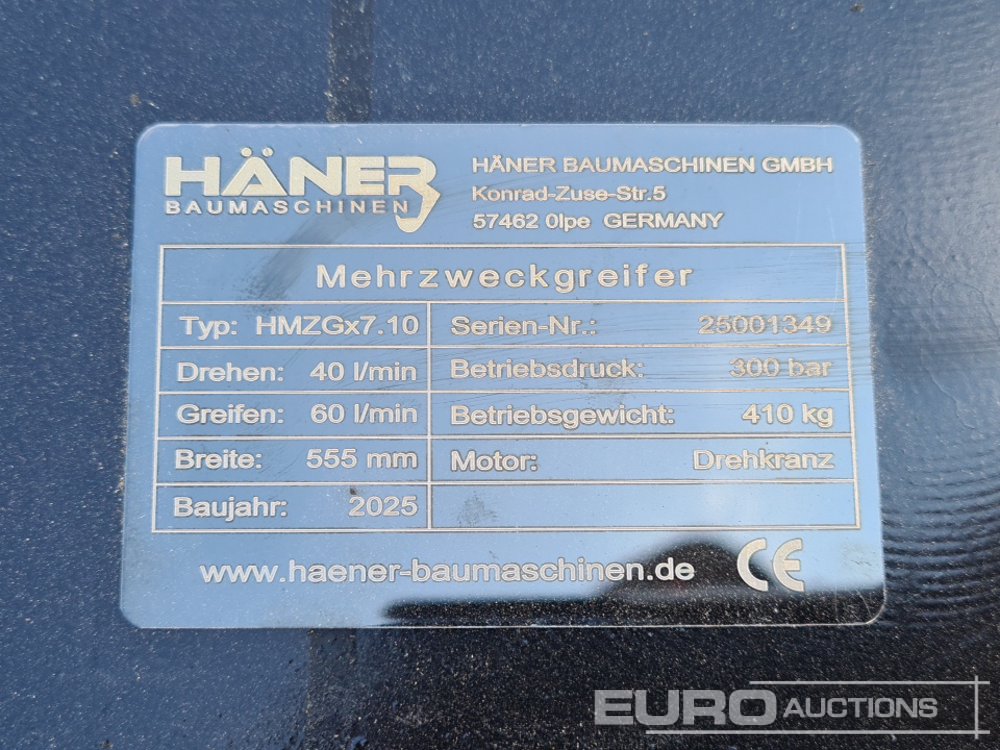 HÄNER
BAUMASCHINEN
HÄNER BAUMASCHINEN GMBH
Konrad-Zuse-Str.5
57462 Olpe GERMANY
Mehrzweckgreifer
Typ: HMZGx7.10 Serien-Nr.: 25001349
Drehen: 40 l/min Betriebsdruck: 300 bar
Greifen: 60 l/min Betriebsgewicht: 410 kg
Breite: 555 mm Motor: Drehkranz
Baujahr: 2025
www.haener-baumaschinen.de CE
EURO AUCTIONS